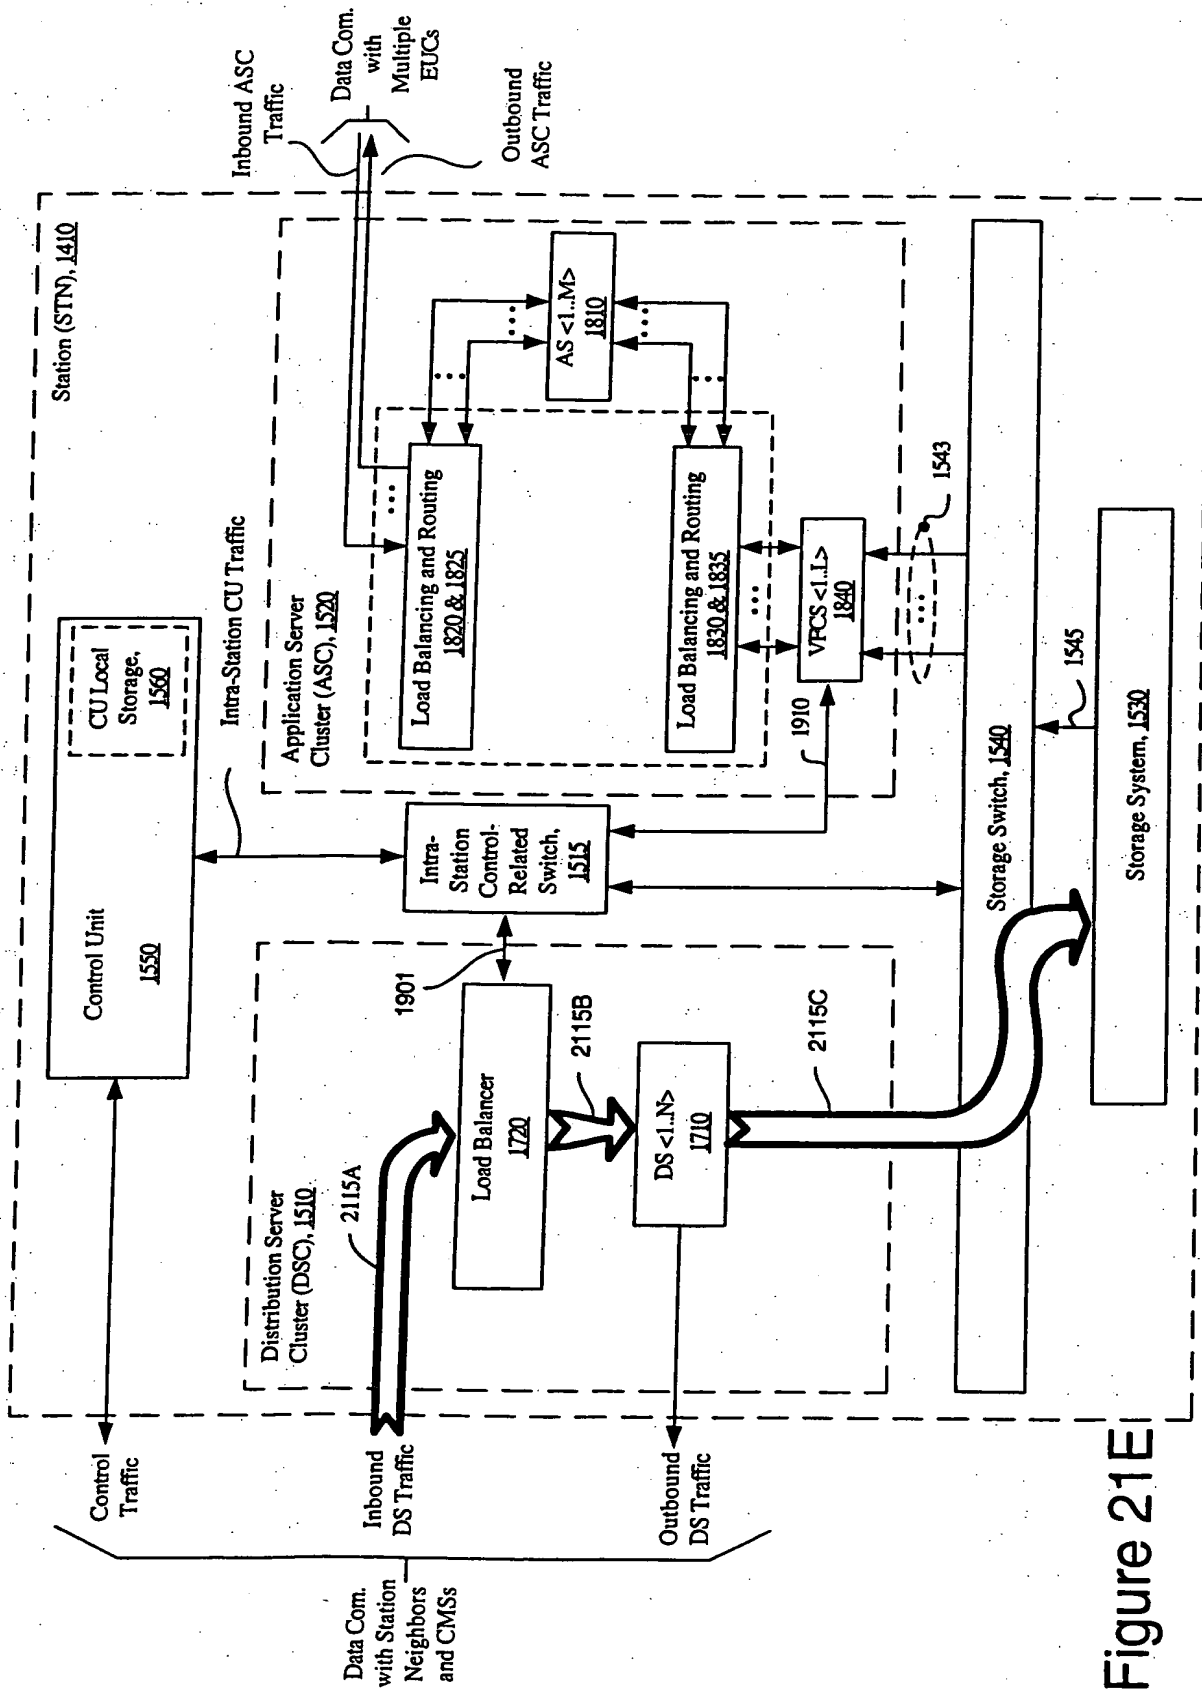 Station (STN), 1410
Control Unit
1550
CU Local
Storage,
1560
Control
Traffic
Intra-Station CU Traffic
Inbound ASC
Traffic
Data Com.
with
Multiple
EUCs
Outbound
ASC Traffic
Data Com.
with Station
Neighbors
and CMSs
Inbound
DS Traffic
Outbound
DS Traffic
Distribution Server
Cluster (DSC), 1510
2115A
Load Balancer
1720
1901
2115B
DS <1..N>
1710
2115C
Intra-
Station
Control-
Related
Switch,
1515
Application Server
Cluster (ASC), 1520
Load Balancing and Routing
1820 & 1825
AS <1..M>
1810
Load Balancing and Routing
1830 & 1835
VFCS <1..L>
1840
1910
1543
Storage Switch, 1540
1545
Storage System, 1530
Figure 21E